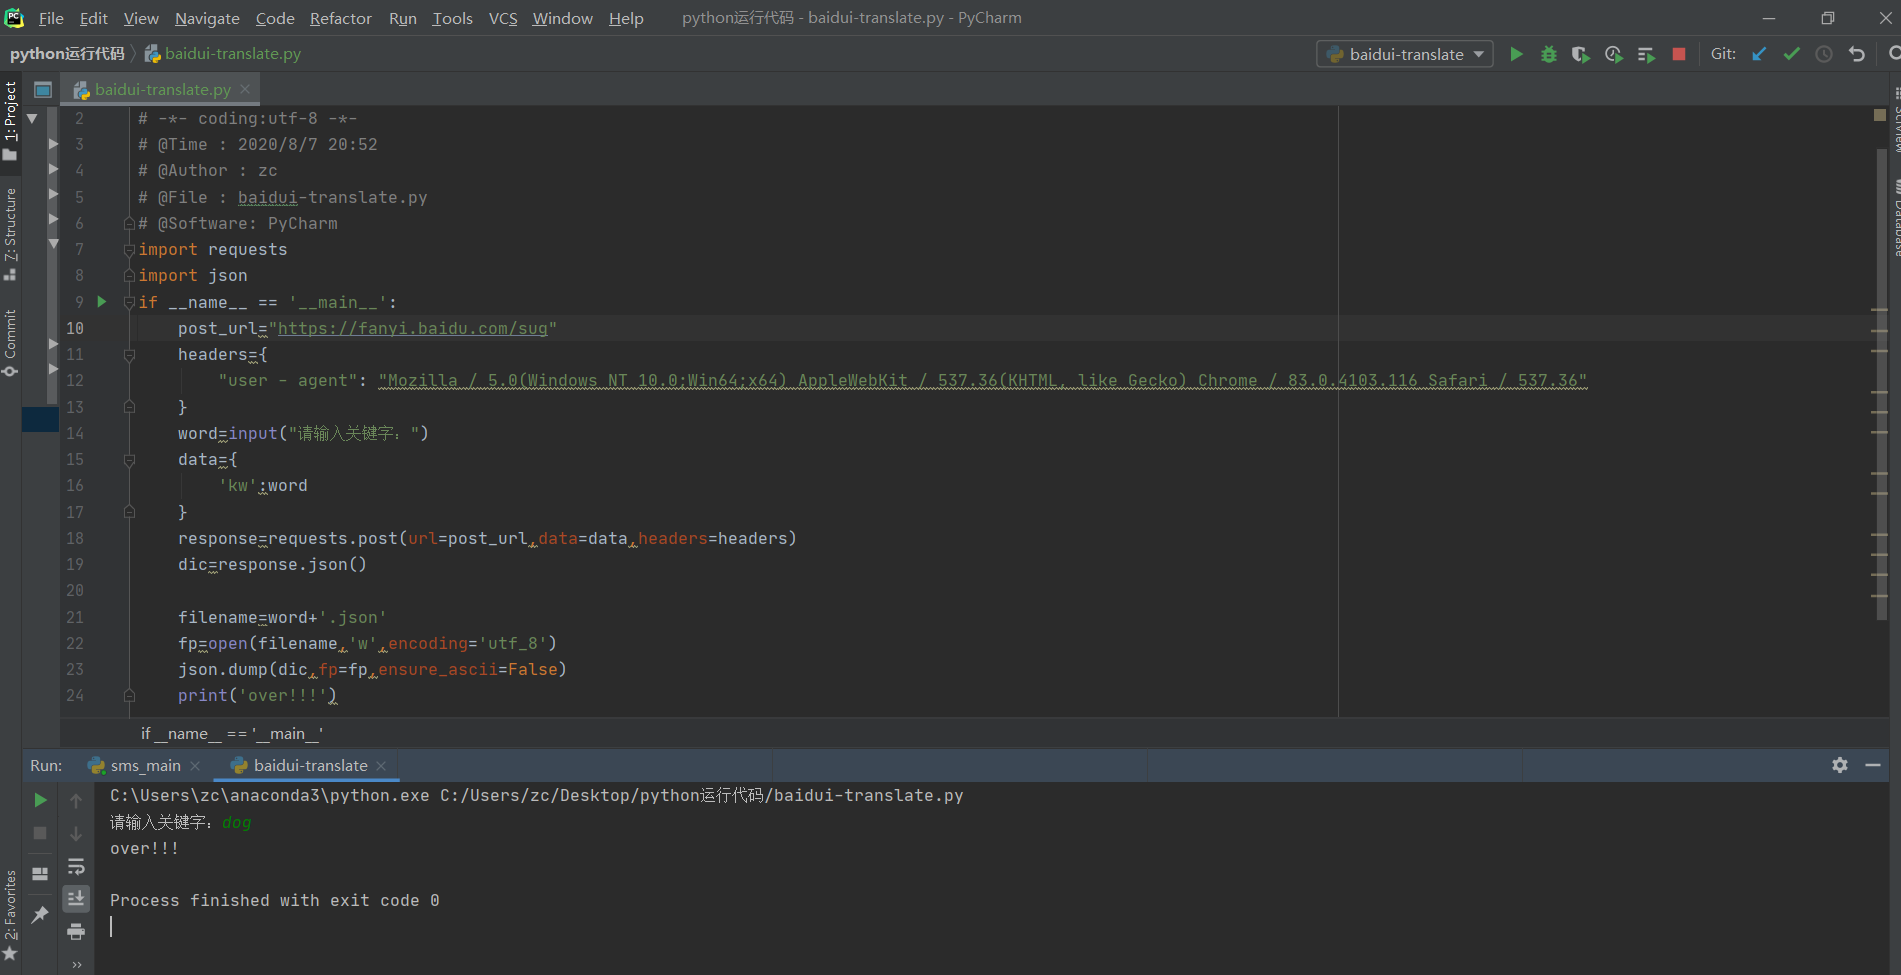 File Edit View Navigate Code Refactor Run Tools VCS Window Help python运行代码 - baidui-translate.py - PyCharm
python运行代码 baidui-translate.py baidui-translate Git:
baidui-translate.py
1: Project
Z: Structure
Commit
2: Favorites
SciView
Database
2 # -*- coding:utf-8 -*-
3 # @Time : 2020/8/7 20:52
4 # @Author : zc
5 # @File : baidui-translate.py
6 # @Software: PyCharm
7 import requests
8 import json
9 if __name__ == '__main__':
10 post_url="https://fanyi.baidu.com/sug"
11 headers={
12 "user - agent": "Mozilla / 5.0(Windows NT 10.0;Win64;x64) AppleWebKit / 537.36(KHTML, like Gecko) Chrome / 83.0.4103.116 Safari / 537.36"
13 }
14 word=input("请输入关键字：")
15 data={
16 'kw':word
17 }
18 response=requests.post(url=post_url,data=data,headers=headers)
19 dic=response.json()
20
21 filename=word+'.json'
22 fp=open(filename,'w',encoding='utf_8')
23 json.dump(dic,fp=fp,ensure_ascii=False)
24 print('over!!!')
if __name__ == '__main__'
Run: sms_main baidui-translate
C:\Users\zc\anaconda3\python.exe C:/Users/zc/Desktop/python运行代码/baidui-translate.py
请输入关键字：dog
over!!!
Process finished with exit code 0